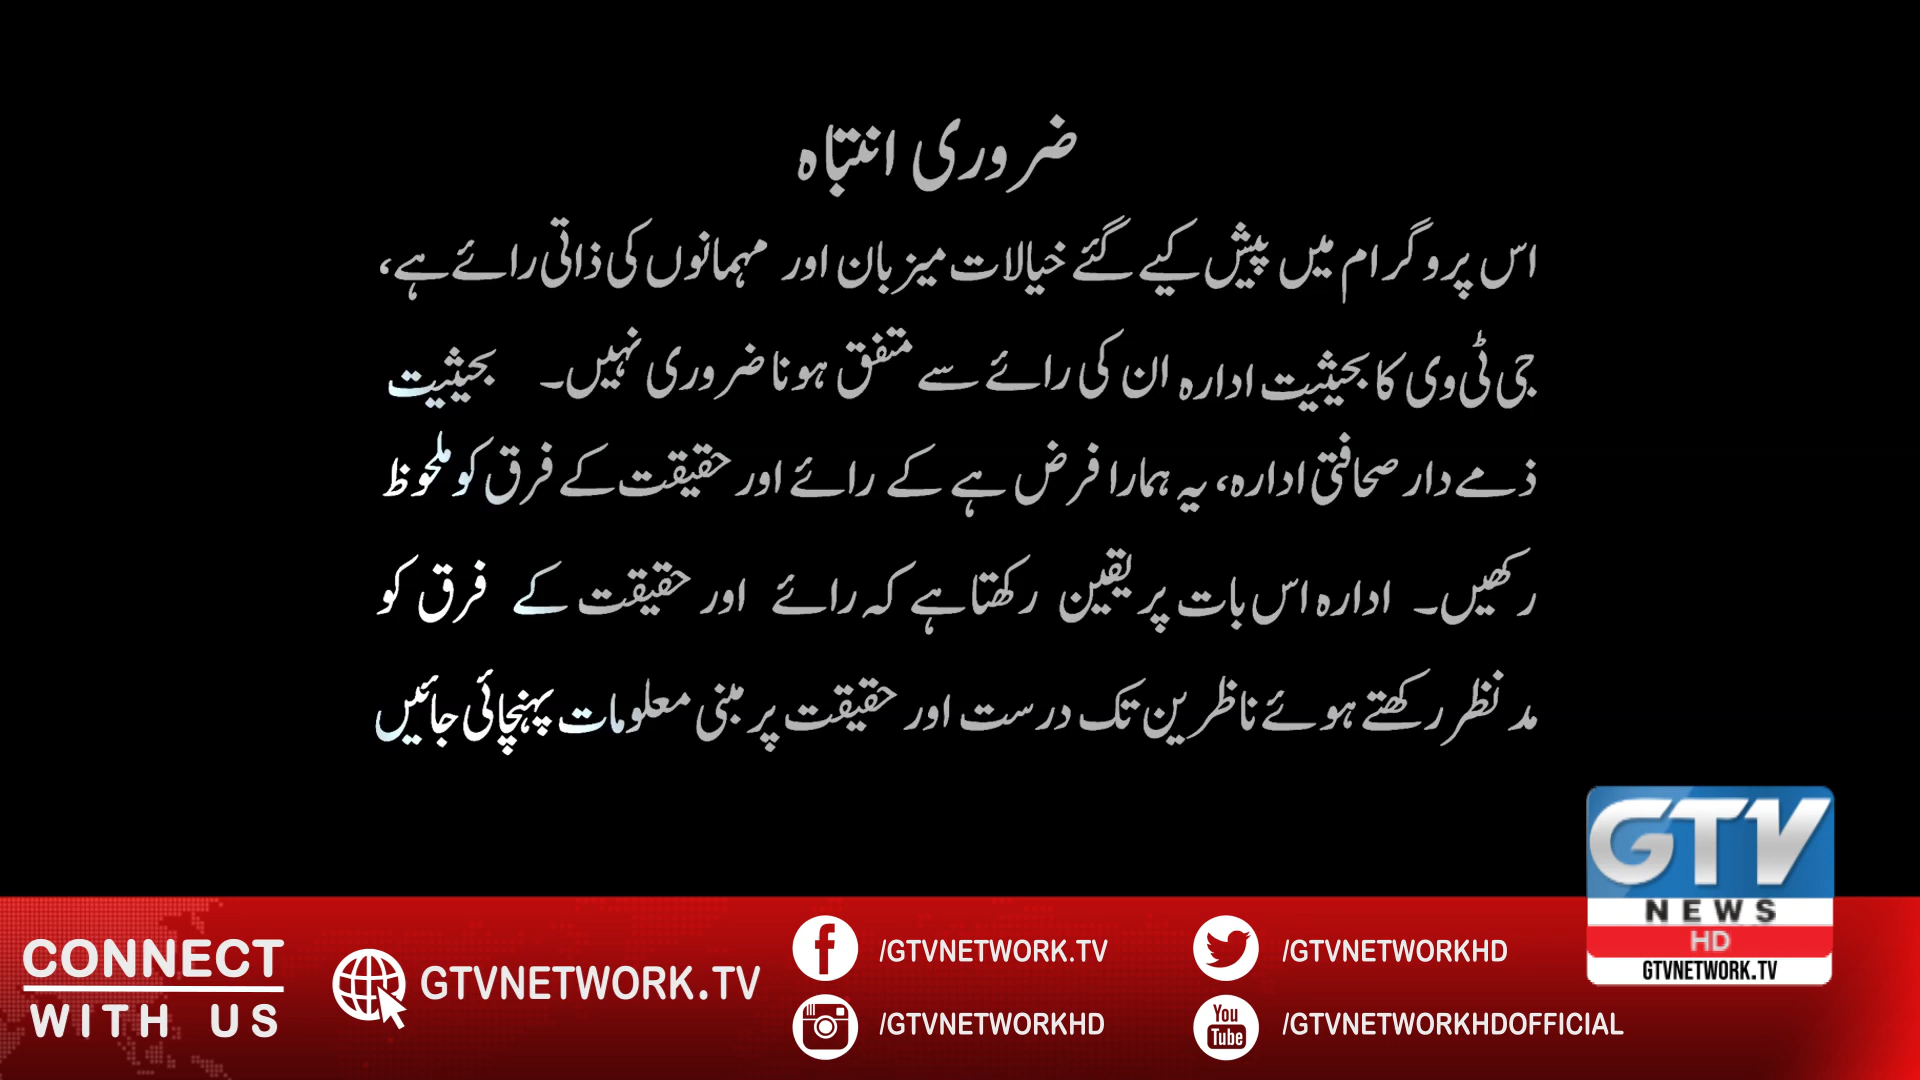 ضروری انتباہ
اس پروگرام میں پیش کیے گئے خیالات میزبان اور مہمانوں کی ذاتی رائے ہے،
جی ٹی وی کا بحیثیت ادارہ ان کی رائے سے متفق ہونا ضروری نہیں۔ بحیثیت
ذمے دار صحافتی ادارہ، یہ ہمارا فرض ہے کے رائے اور حقیقت کے فرق کو ملحوظ
رکھیں۔ ادارہ اس بات پر یقین رکھتا ہے کہ رائے اور حقیقت کے فرق کو
مد نظر رکھتے ہوئے ناظرین تک درست اور حقیقت پر مبنی معلومات پہنچائی جائیں
GTV
NEWS
HD
GTVNETWORK.TV
CONNECT
WITH US
GTVNETWORK.TV
/GTVNETWORK.TV
/GTVNETWORKHD
/GTVNETWORKHD
You
Tube
/GTVNETWORKHDOFFICIAL